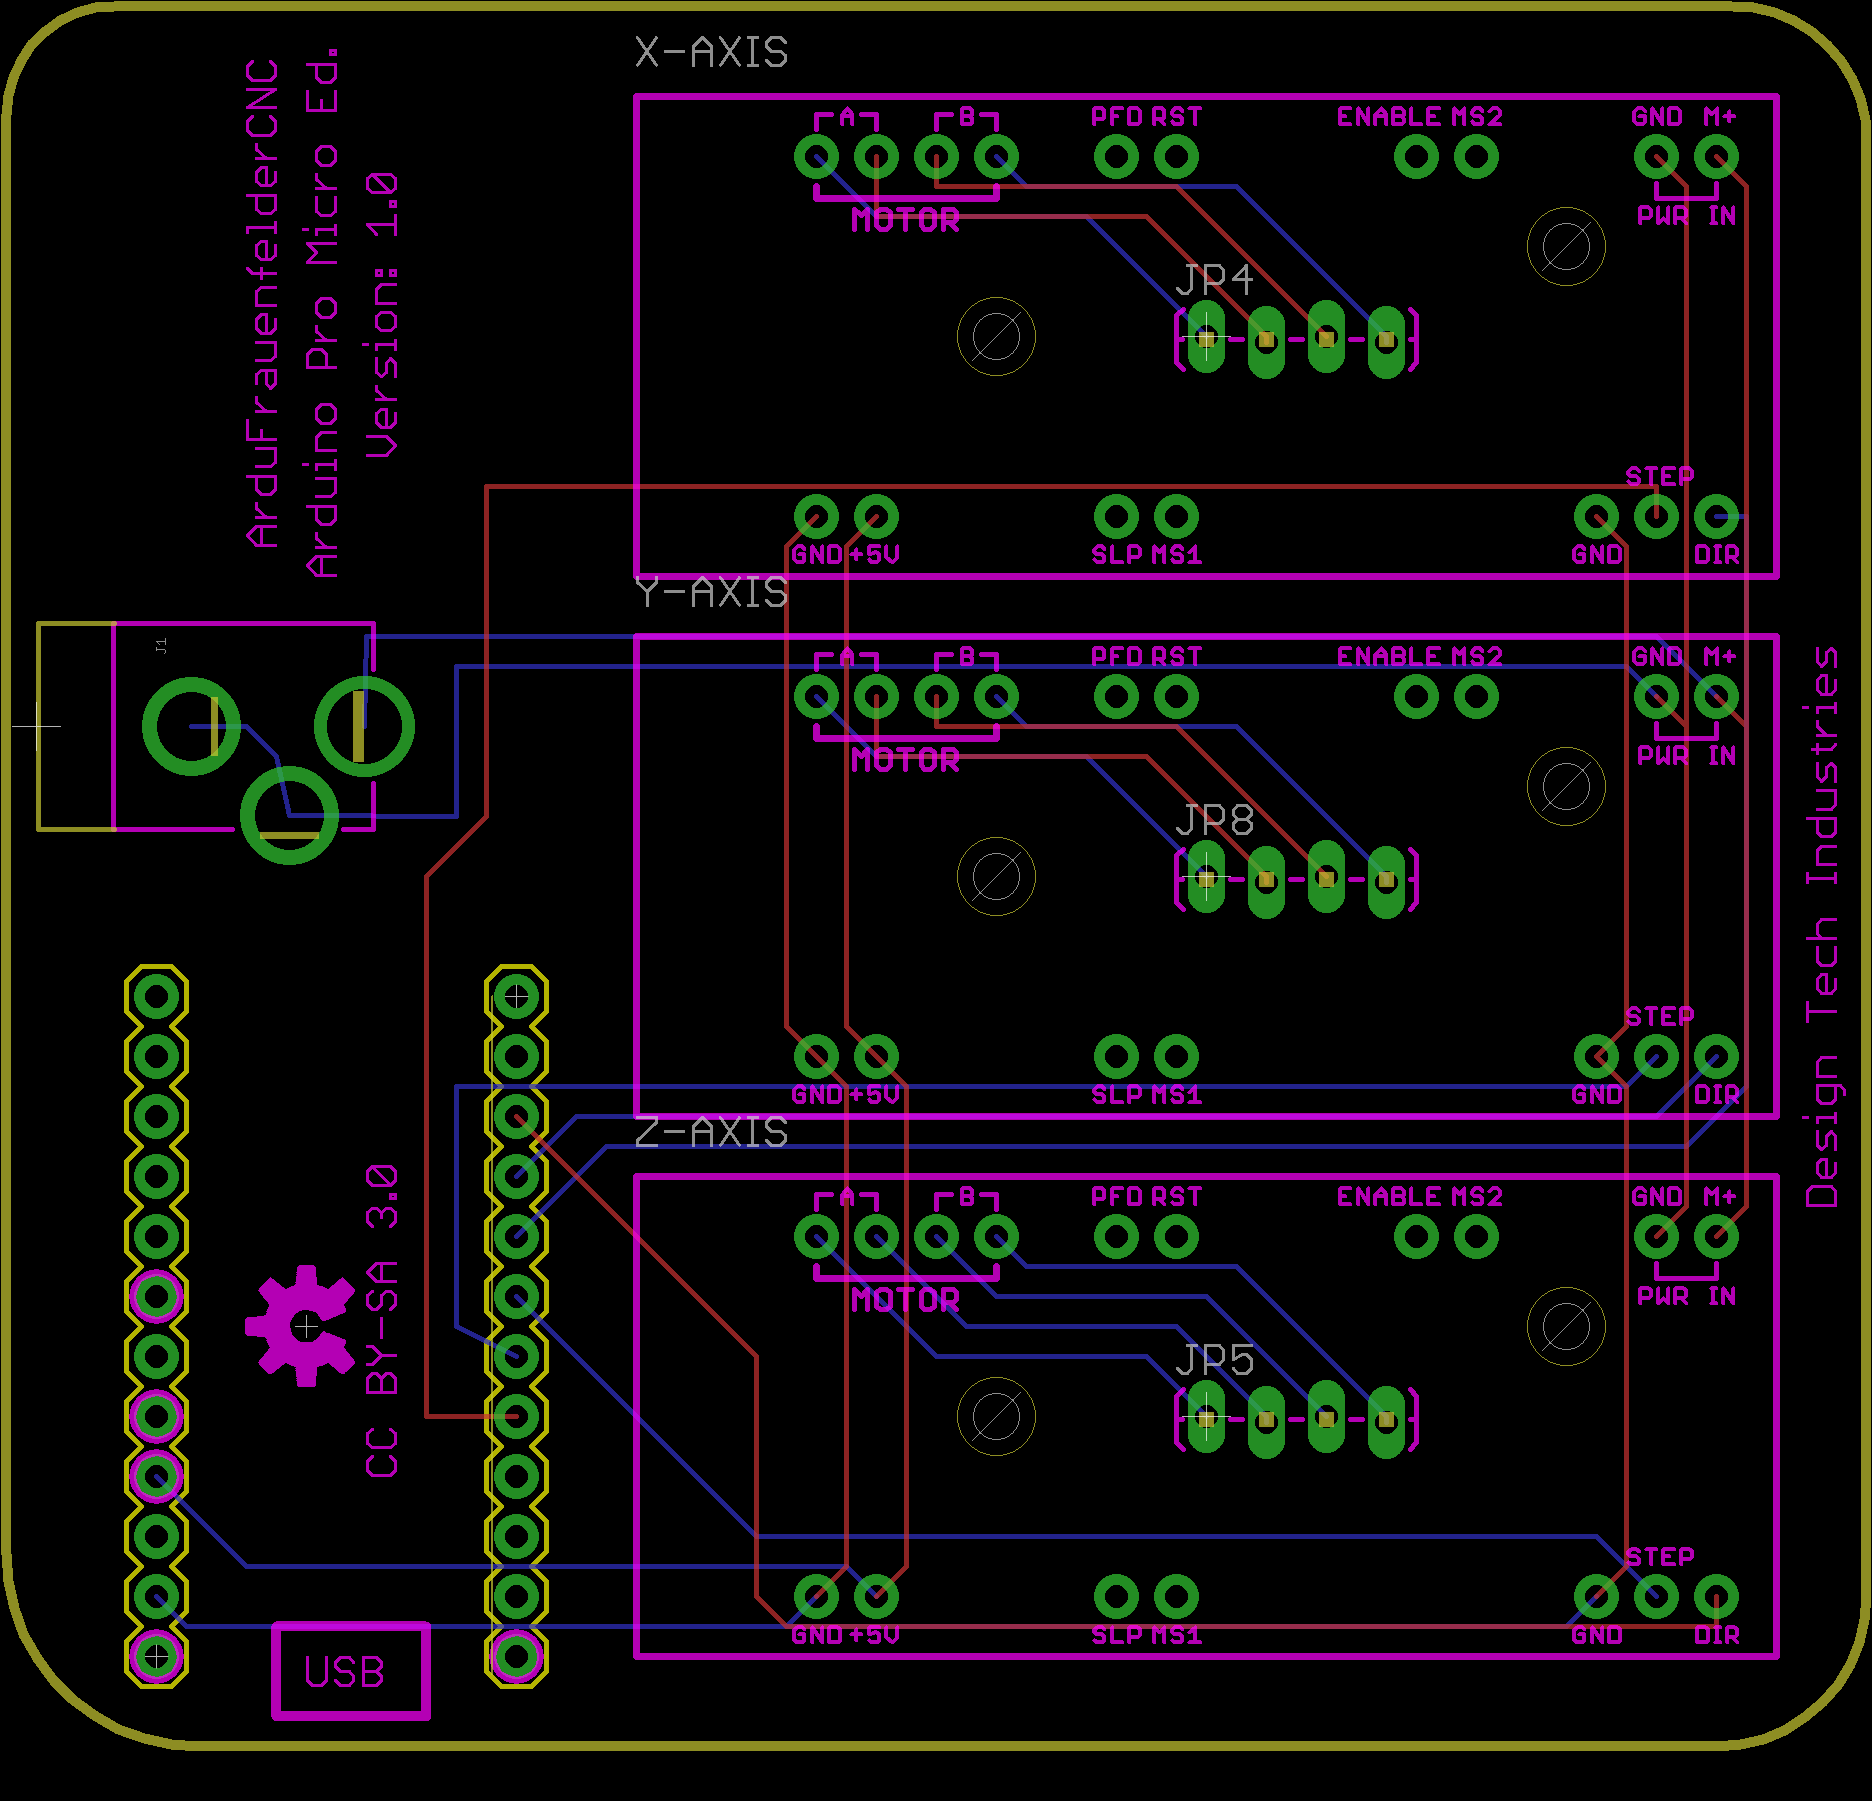 ArduFrauenfelderCNC
Arduino Pro Micro Ed.
Version: 1.0
X-AXIS
A B PFD RST ENABLE MS2 GND M+
MOTOR PWR IN
JP4
STEP
GND +5V SLP MS1 GND DIR
Y-AXIS
J1
A B PFD RST ENABLE MS2 GND M+
MOTOR PWR IN
JP8
STEP
GND +5V SLP MS1 GND DIR
Z-AXIS
A B PFD RST ENABLE MS2 GND M+
MOTOR PWR IN
JP5
STEP
GND +5V SLP MS1 GND DIR
CC BY-SA 3.0
USB
Design Tech Industries